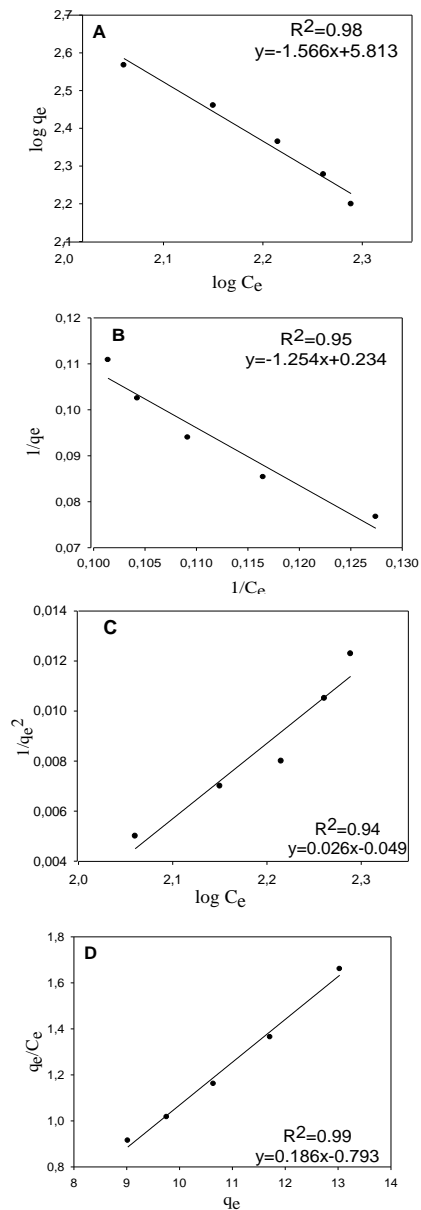 A
R2=0.98
y=-1.566x+5.813
log qe
2,7
2,6
2,5
2,4
2,3
2,2
2,1
2,0 2,1 2,2 2,3
log Ce
B
R2=0.95
y=-1.254x+0.234
1/qe
0,12
0,11
0,10
0,09
0,08
0,07
0,100 0,105 0,110 0,115 0,120 0,125 0,130
1/Ce
C
1/qe2
0,014
0,012
0,010
0,008
0,006
0,004
R2=0.94
y=0.026x-0.049
2,0 2,1 2,2 2,3
log Ce
D
qe/Ce
1,8
1,6
1,4
1,2
1,0
0,8
R2=0.99
y=0.186x-0.793
8 9 10 11 12 13 14
qe